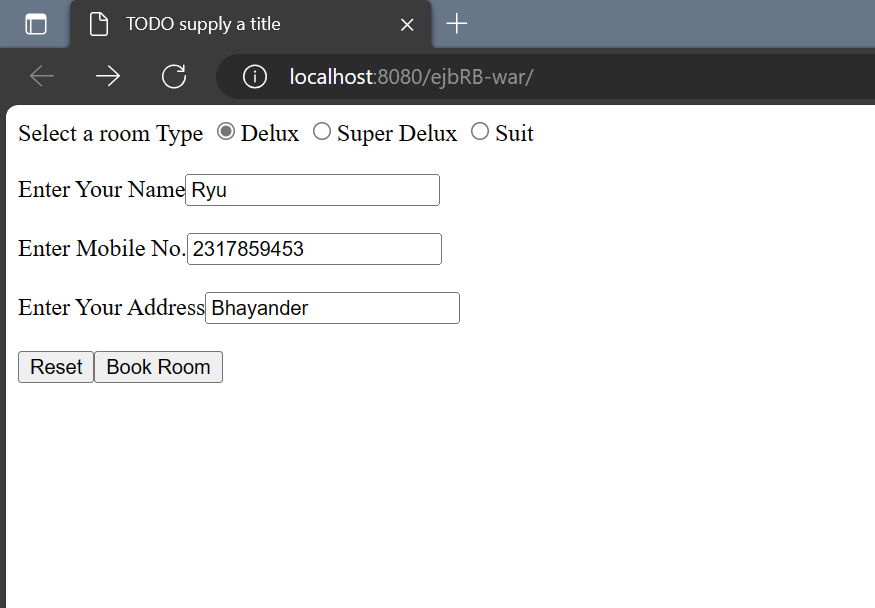 TODO supply a title
localhost:8080/ejbRB-war/
Select a room Type Delux Super Delux Suit
Enter Your Name Ryu
Enter Mobile No. 2317859453
Enter Your Address Bhayander
Reset Book Room